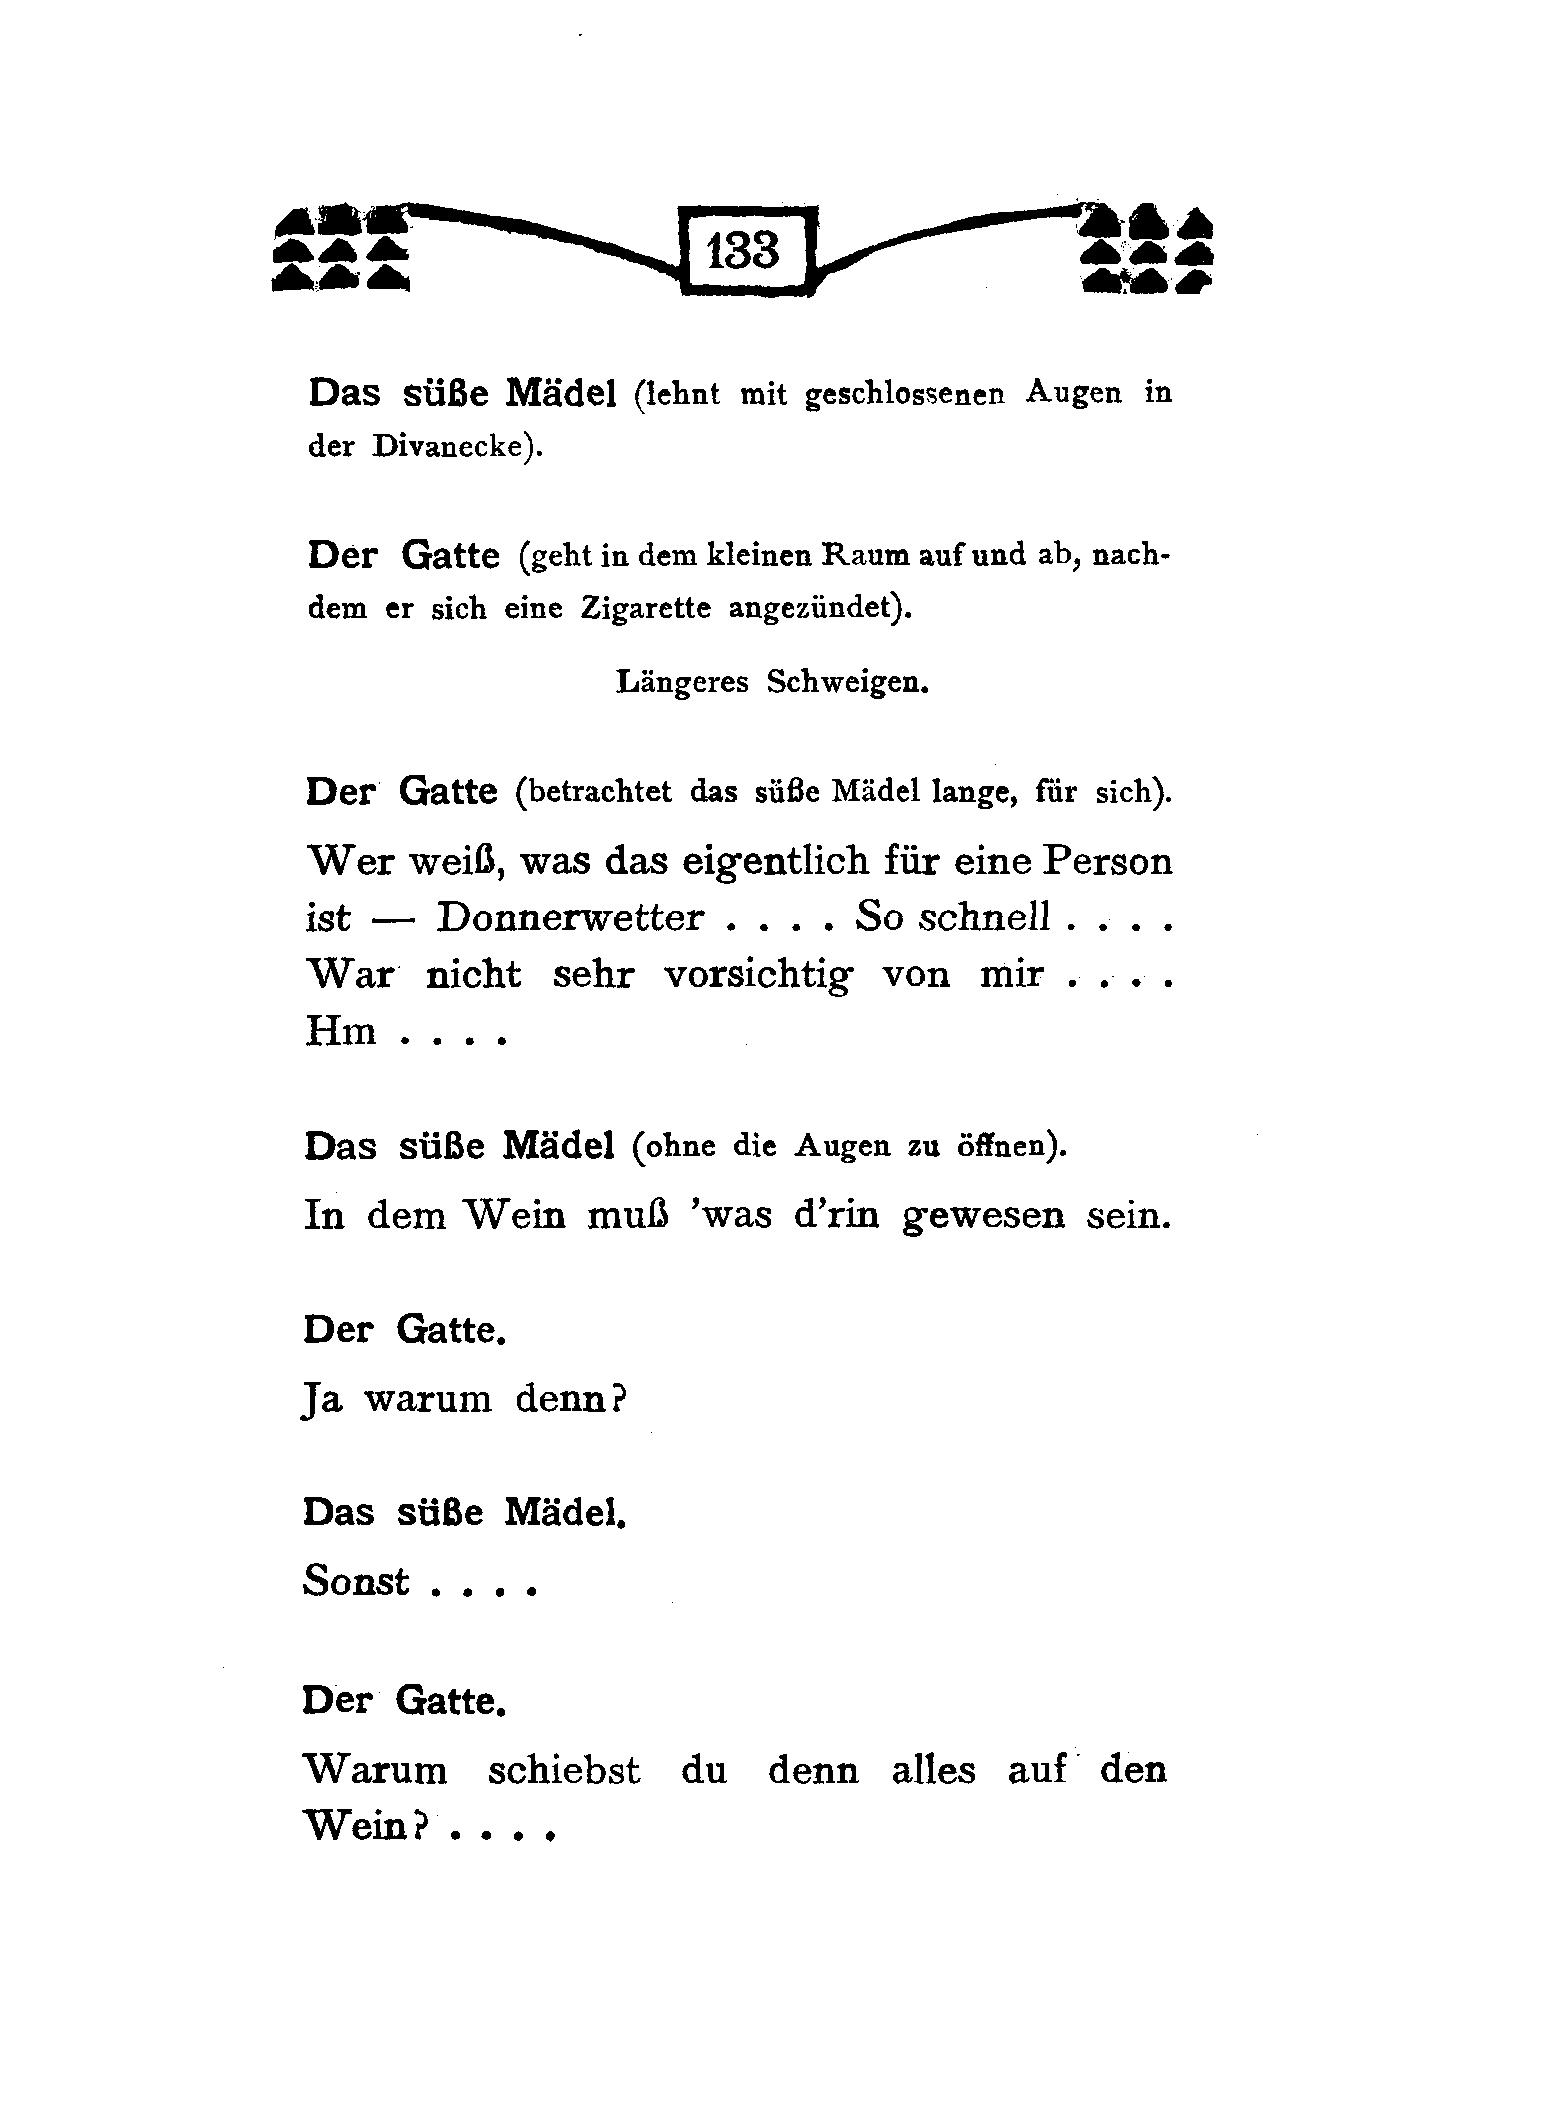 133
Das süße Mädel (lehnt mit geschlossenen Augen in
der Divanecke).
Der Gatte (geht in dem kleinen Raum auf und ab, nach-
dem er sich eine Zigarette angezündet).
Längeres Schweigen.
Der Gatte (betrachtet das süße Mädel lange, für sich).
Wer weiß, was das eigentlich für eine Person
ist — Donnerwetter . . . . So schnell . . . .
War nicht sehr vorsichtig von mir . . . .
Hm . . . .
Das süße Mädel (ohne die Augen zu öffnen).
In dem Wein muß ’was d’rin gewesen sein.
Der Gatte.
Ja warum denn?
Das süße Mädel.
Sonst . . . .
Der Gatte.
Warum schiebst du denn alles auf den
Wein? . . . .